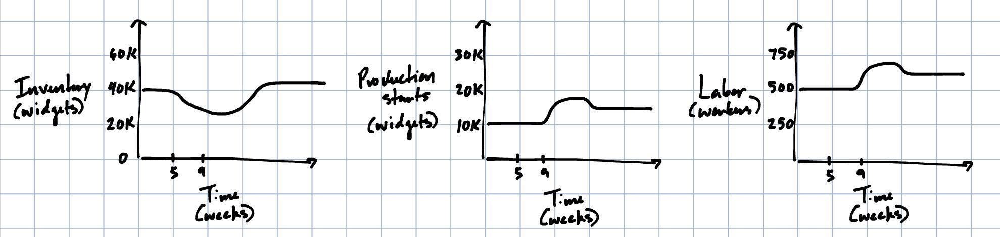 60K
40K
20K
0
Inventory
(widgets)
5 9
Time
(weeks)
30K
20K
10K
Production
starts
(widgets)
5 9
Time
(weeks)
750
500
250
Labor
(workers)
5 9
Time
(weeks)